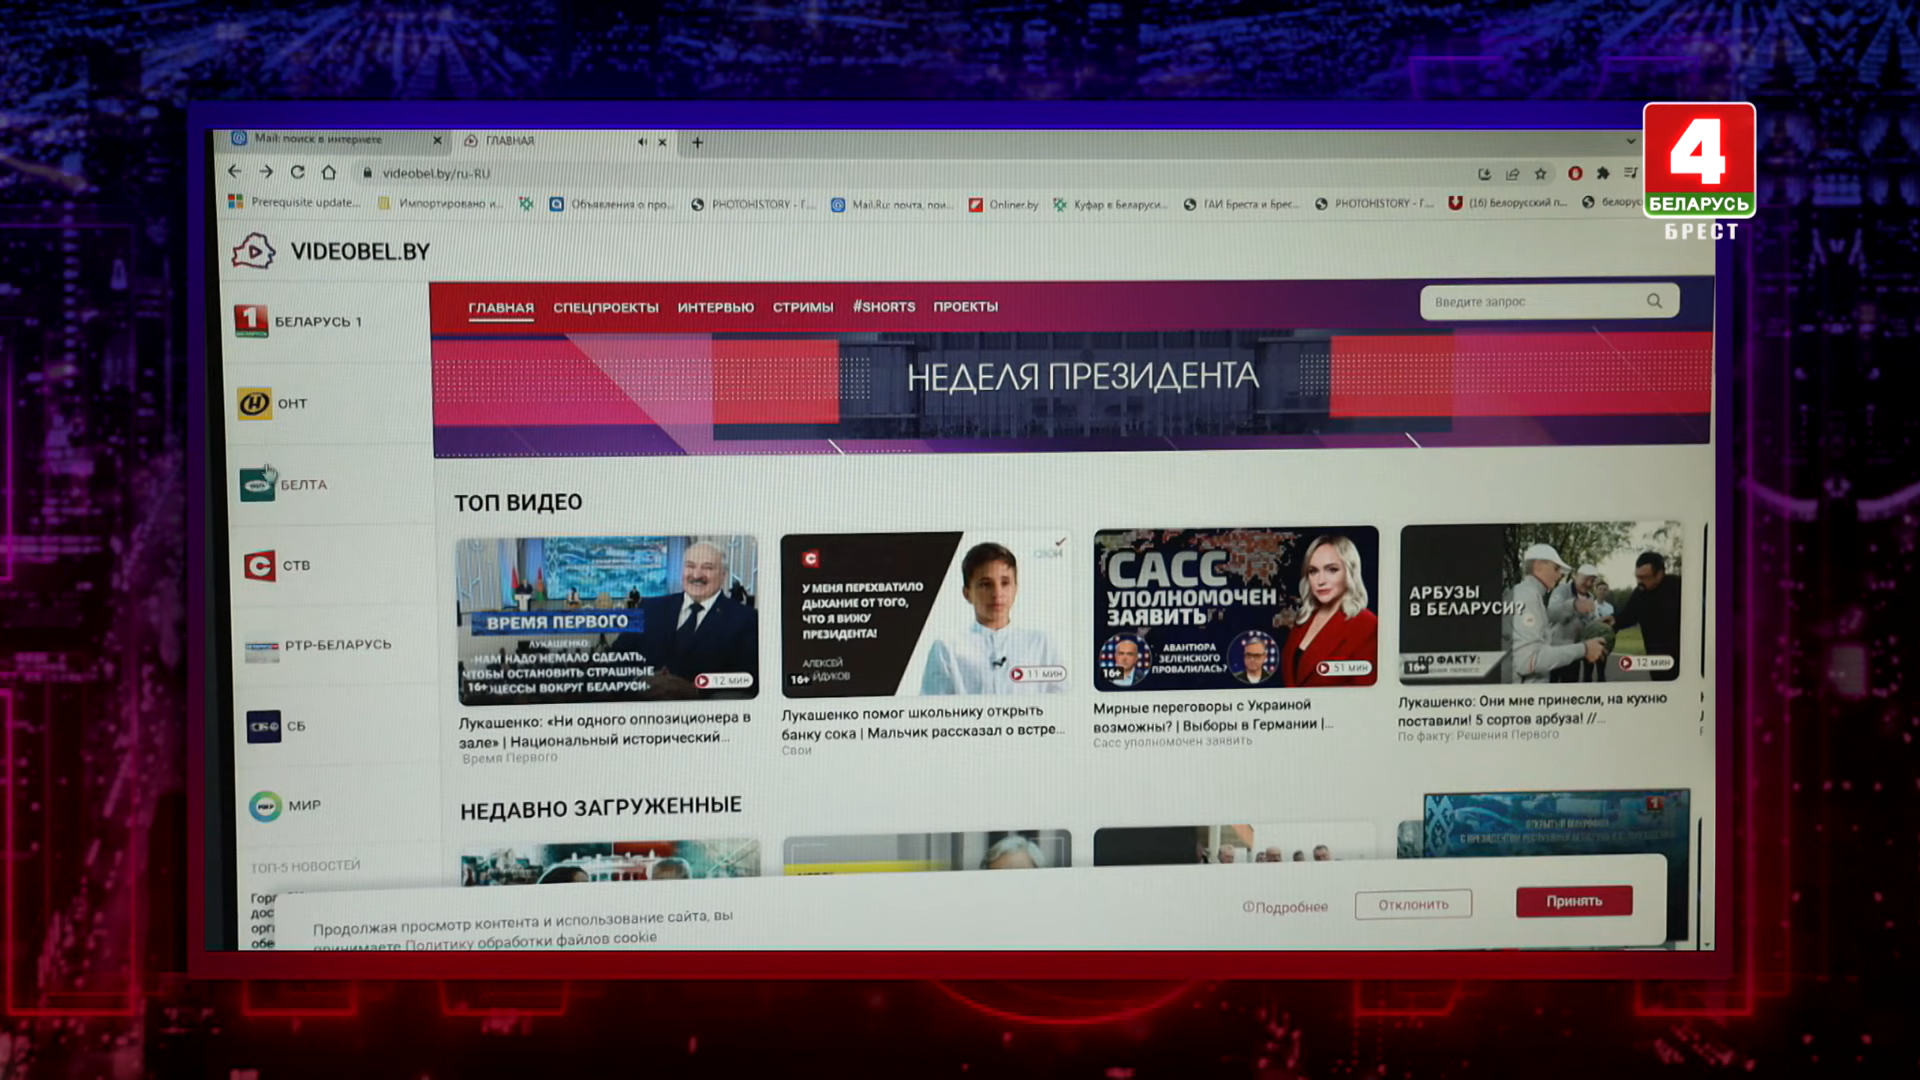 Mail: поиск в интернете
ГЛАВНАЯ
videobel.by/ru-RU
Prerequisite update...
Импортировано и...
Объявления о про...
PHOTOHISTORY - Г...
Mail.Ru: почта, пои...
Onliner.by
Куфар в Беларуси...
ГАИ Бреста и Брес...
PHOTOHISTORY - Г...
(16) Белорусский п...
4
БЕЛАРУСЬ
БРЕСТ
VIDEOBEL.BY
1
БЕЛАРУСЬ 1
ОНТ
БЕЛТА
СТВ
РТР-БЕЛАРУСЬ
СБ
МИР
ТОП-5 НОВОСТЕЙ
ГЛАВНАЯ
СПЕЦПРОЕКТЫ
ИНТЕРВЬЮ
СТРИМЫ
#SHORTS
ПРОЕКТЫ
Введите запрос
НЕДЕЛЯ ПРЕЗИДЕНТА
ТОП ВИДЕО
ВРЕМЯ ПЕРВОГО
ЛУКАШЕНКО:
«НАМ НАДО НЕМАЛО СДЕЛАТЬ,
ЧТОБЫ ОСТАНОВИТЬ СТРАШНЫЕ
16+ ЦЕССЫ ВОКРУГ БЕЛАРУСИ»
12 мин
Лукашенко: «Ни одного оппозиционера в
зале» | Национальный исторический...
Время Первого
У МЕНЯ ПЕРЕХВАТИЛО
ДЫХАНИЕ ОТ ТОГО,
ЧТО Я ВИЖУ
ПРЕЗИДЕНТА!
АЛЕКСЕЙ
16+ ЙДУКОВ
11 мин
Лукашенко помог школьнику открыть
банку сока | Мальчик рассказал о встре...
Свои
САСС
УПОЛНОМОЧЕН
ЗАЯВИТЬ
АВАНТЮРА
ЗЕЛЕНСКОГО
ПРОВАЛИЛАСЬ?
16+
51 мин
Мирные переговоры с Украиной
возможны? | Выборы в Германии |...
Сасс уполномочен заявить
АРБУЗЫ
В БЕЛАРУСИ?
ПО ФАКТУ:
16+
12 мин
Лукашенко: Они мне принесли, на кухню
поставили! 5 сортов арбуза! //...
По факту: Решения Первого
НЕДАВНО ЗАГРУЖЕННЫЕ
Продолжая просмотр контента и использование сайта, вы
принимаете Политику обработки файлов cookie
Подробнее
Отклонить
Принять